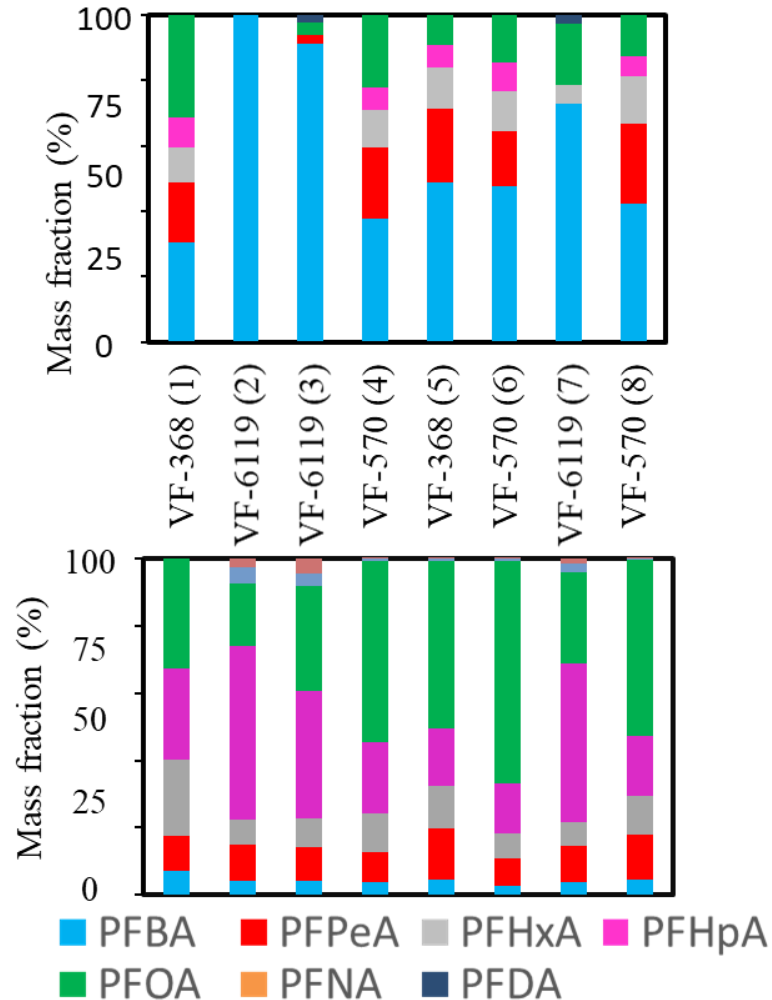 Mass fraction (%)
100
75
50
25
0
VF-368 (1)
VF-6119 (2)
VF-6119 (3)
VF-570 (4)
VF-368 (5)
VF-570 (6)
VF-6119 (7)
VF-570 (8)
Mass fraction (%)
100
75
50
25
0
PFBA PFPeA PFHxA PFHpA
PFOA PFNA PFDA